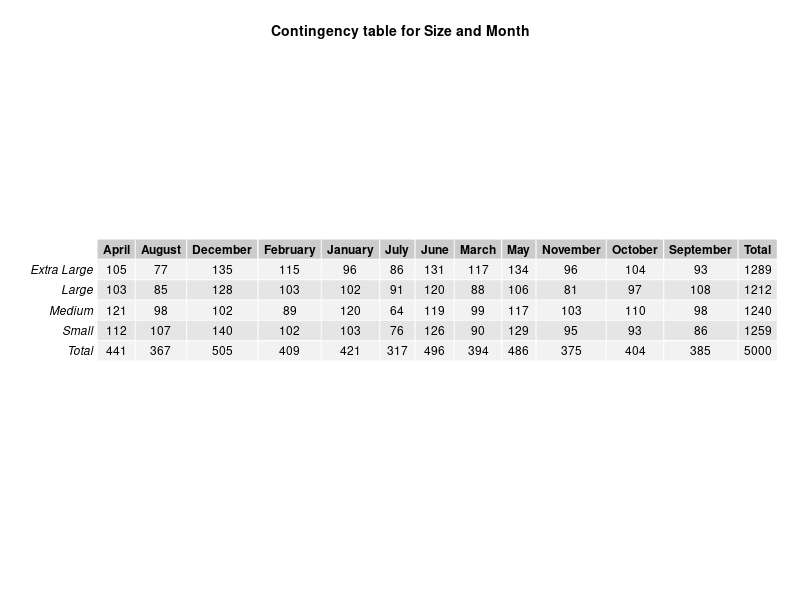 Contingency table for Size and Month
April August December February January July June March May November October September Total
Extra Large 105 77 135 115 96 86 131 117 134 96 104 93 1289
Large 103 85 128 103 102 91 120 88 106 81 97 108 1212
Medium 121 98 102 89 120 64 119 99 117 103 110 98 1240
Small 112 107 140 102 103 76 126 90 129 95 93 86 1259
Total 441 367 505 409 421 317 496 394 486 375 404 385 5000